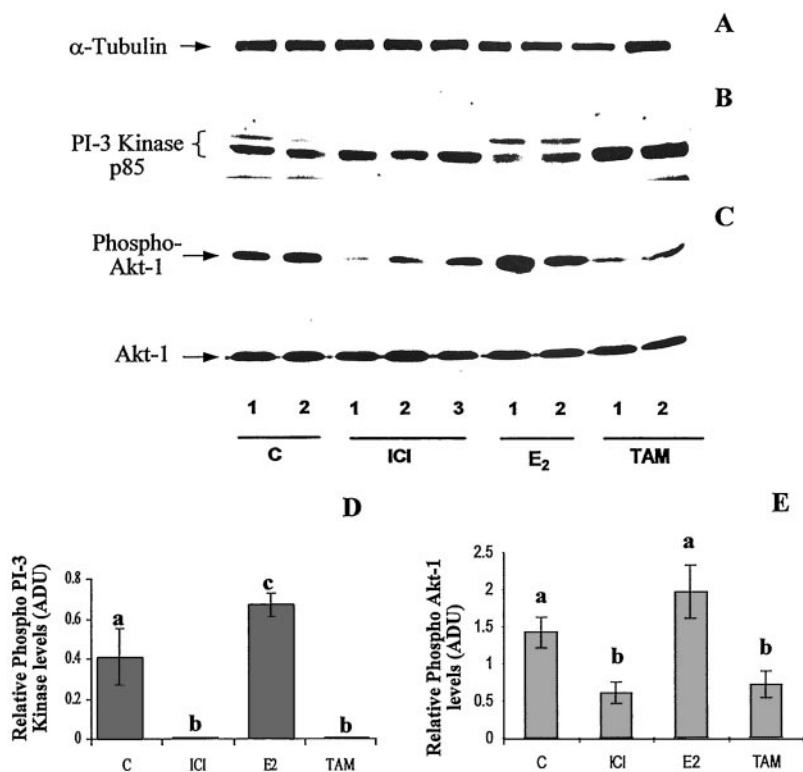 A
α-Tubulin
B
PI-3 Kinase
p85
C
Phospho-
Akt-1
Akt-1
1 2 1 2 3 1 2 1 2
C ICI E2 TAM
D
Relative Phospho PI-3
Kinase levels (ADU)
0.8
0.6
0.4
0.2
0
a
b
c
b
C ICI E2 TAM
E
Relative Phospho Akt-1
levels (ADU)
2.5
2
1.5
1
0.5
0
a
b
a
b
C ICI E2 TAM